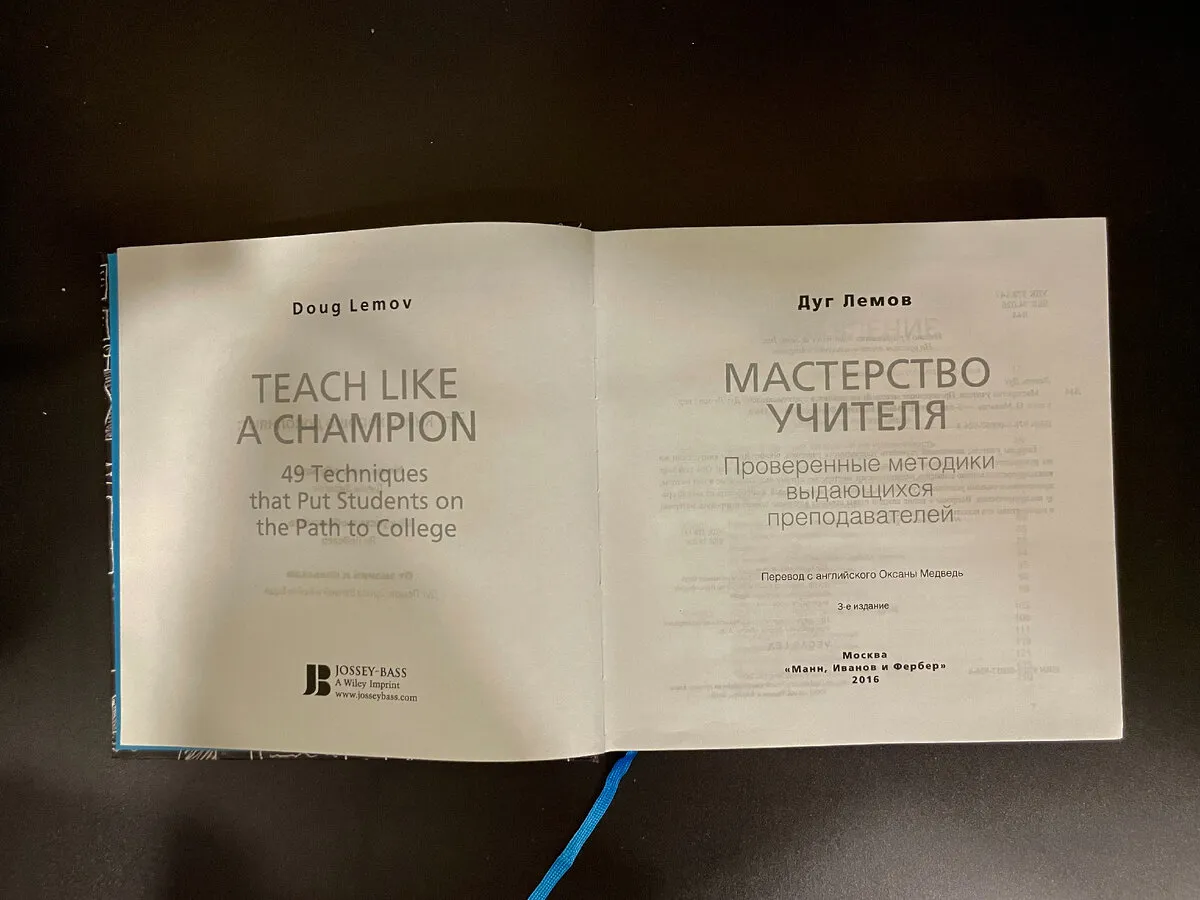 Doug Lemov
TEACH LIKE
A CHAMPION
49 Techniques
that Put Students on
the Path to College
JB JOSSEY-BASS
A Wiley Imprint
www.josseybass.com
Дуг Лемов
МАСТЕРСТВО
УЧИТЕЛЯ
Проверенные методики
выдающихся
преподавателей
Перевод с английского Оксаны Медведь
3-е издание
Москва
«Манн, Иванов и Фербер»
2016